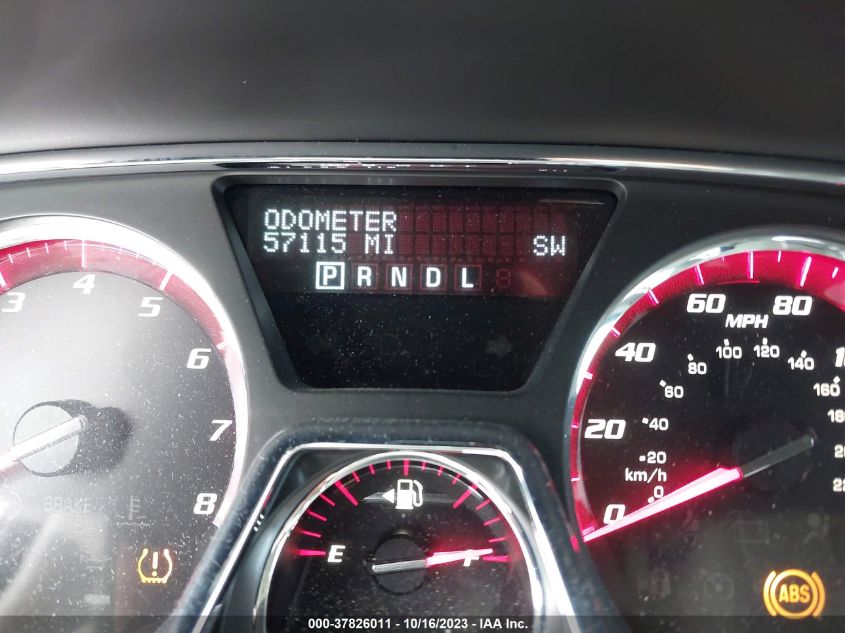 ODOMETER
57115 MI SW
P R N D L
3 4 5 6 7 8
BRAKE
E F
0 20 40 60 80
MPH
km/h
0 20 40 60 80 100 120 140 160
ABS
000-37826011 - 10/16/2023 - IAA Inc.